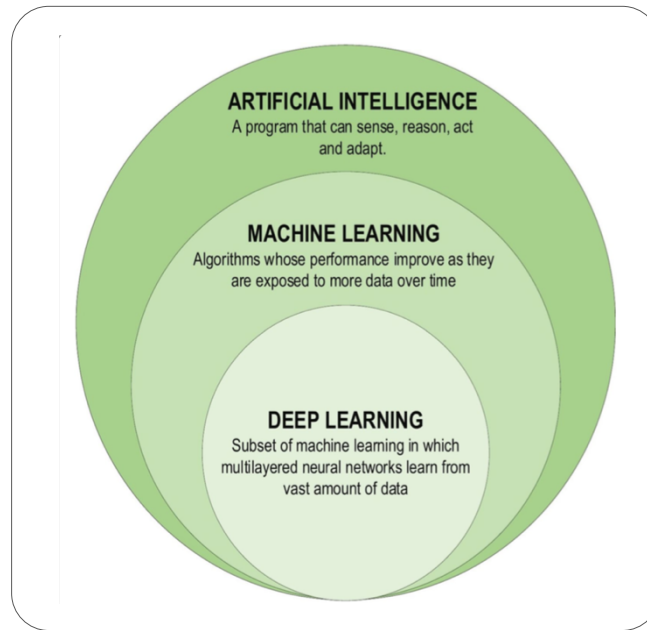 ARTIFICIAL INTELLIGENCE
A program that can sense, reason, act
and adapt.
MACHINE LEARNING
Algorithms whose performance improve as they
are exposed to more data over time
DEEP LEARNING
Subset of machine learning in which
multilayered neural networks learn from
vast amount of data